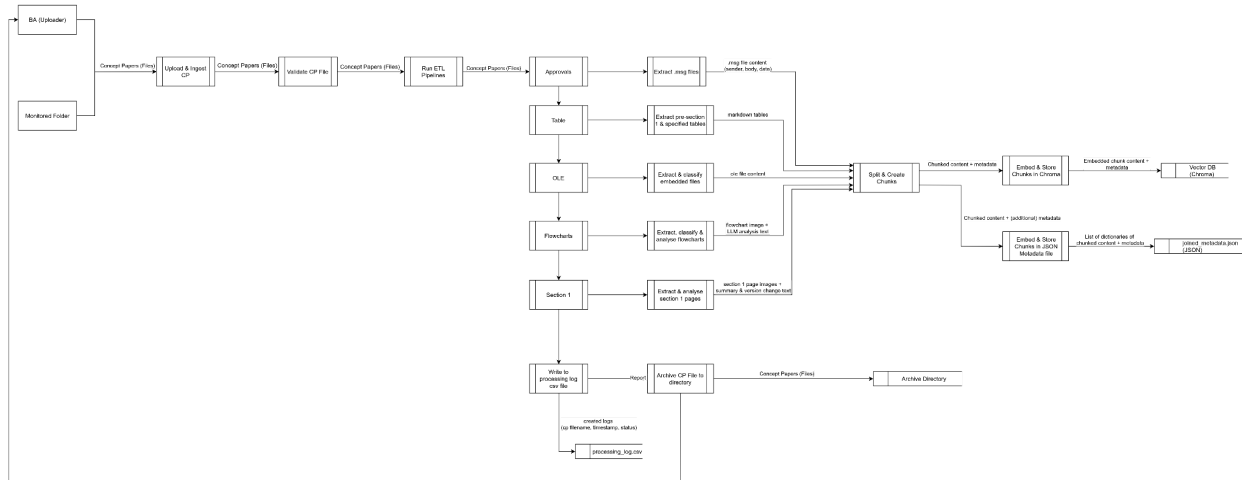 BA (Uploader)
Monitored Folder
Concept Papers (Files)
Upload & Ingest
CP
Concept Papers (Files)
Validate CP File
Concept Papers (Files)
Run ETL
Pipelines
Concept Papers (Files)
Approvals
Extract .msg files
.msg file content
(sender, body, date)
Table
Extract pre-section
1 & specified tables
markdown tables
OLE
Extract & classify
embedded files
ole file content
Flowcharts
Extract, classify &
analyse flowcharts
flowchart image +
LLM analysis text
Section 1
Extract & analyse
section 1 pages
section 1 page images +
summary & version change text
Split & Create
Chunks
Chunked content + metadata
Embed & Store
Chunks in Chroma
Embedded chunk content +
metadata
Vector DB
(Chroma)
Chunked content + (additional) metadata
Embed & Store
Chunks in JSON
Metadata file
List of dictionaries of
chunked content + metadata
joined_metadata.json
(JSON)
Write to
processing log
csv file
Report
Archive CP File to
directory
Concept Papers (Files)
Archive Directory
created logs
(cp filename, timestamp, status)
processing_log.csv